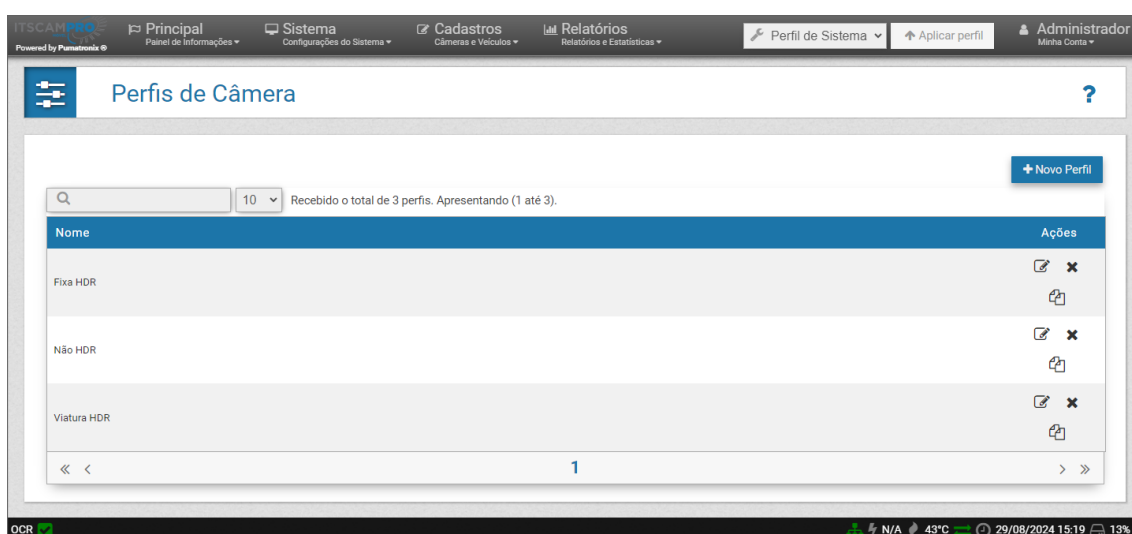 ITSCAMPRO
Powered by Pumatronix ®
Principal
Painel de Informações
Sistema
Configurações do Sistema
Cadastros
Câmeras e Veículos
Relatórios
Relatórios e Estatísticas
Perfil de Sistema
Aplicar perfil
Administrador
Minha Conta
Perfis de Câmera
?
+ Novo Perfil
10 Recebido o total de 3 perfis. Apresentando (1 até 3).
Nome Ações
Fixa HDR
Não HDR
Viatura HDR
« < 1 > »
OCR N/A 43°C 29/08/2024 15:19 13%